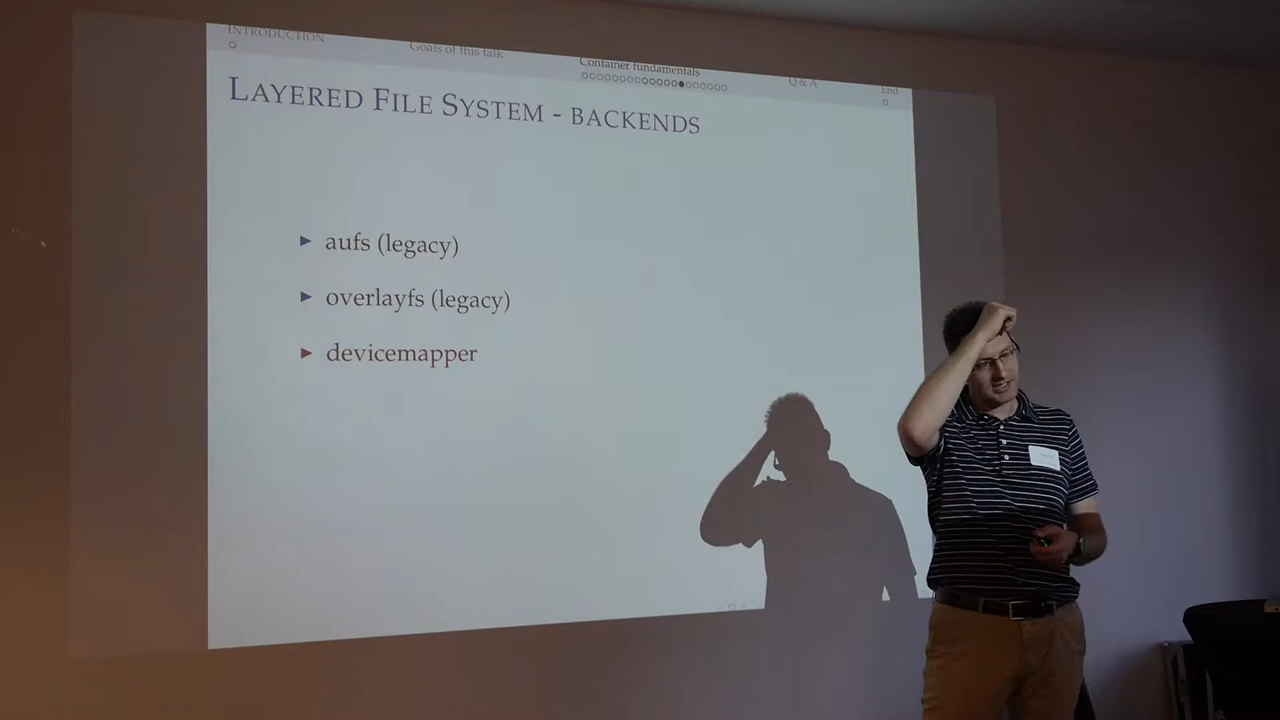 INTRODUCTION
Goals of this talk
Container fundamentals
Q & A
End
LAYERED FILE SYSTEM - BACKENDS
aufs (legacy)
overlayfs (legacy)
devicemapper